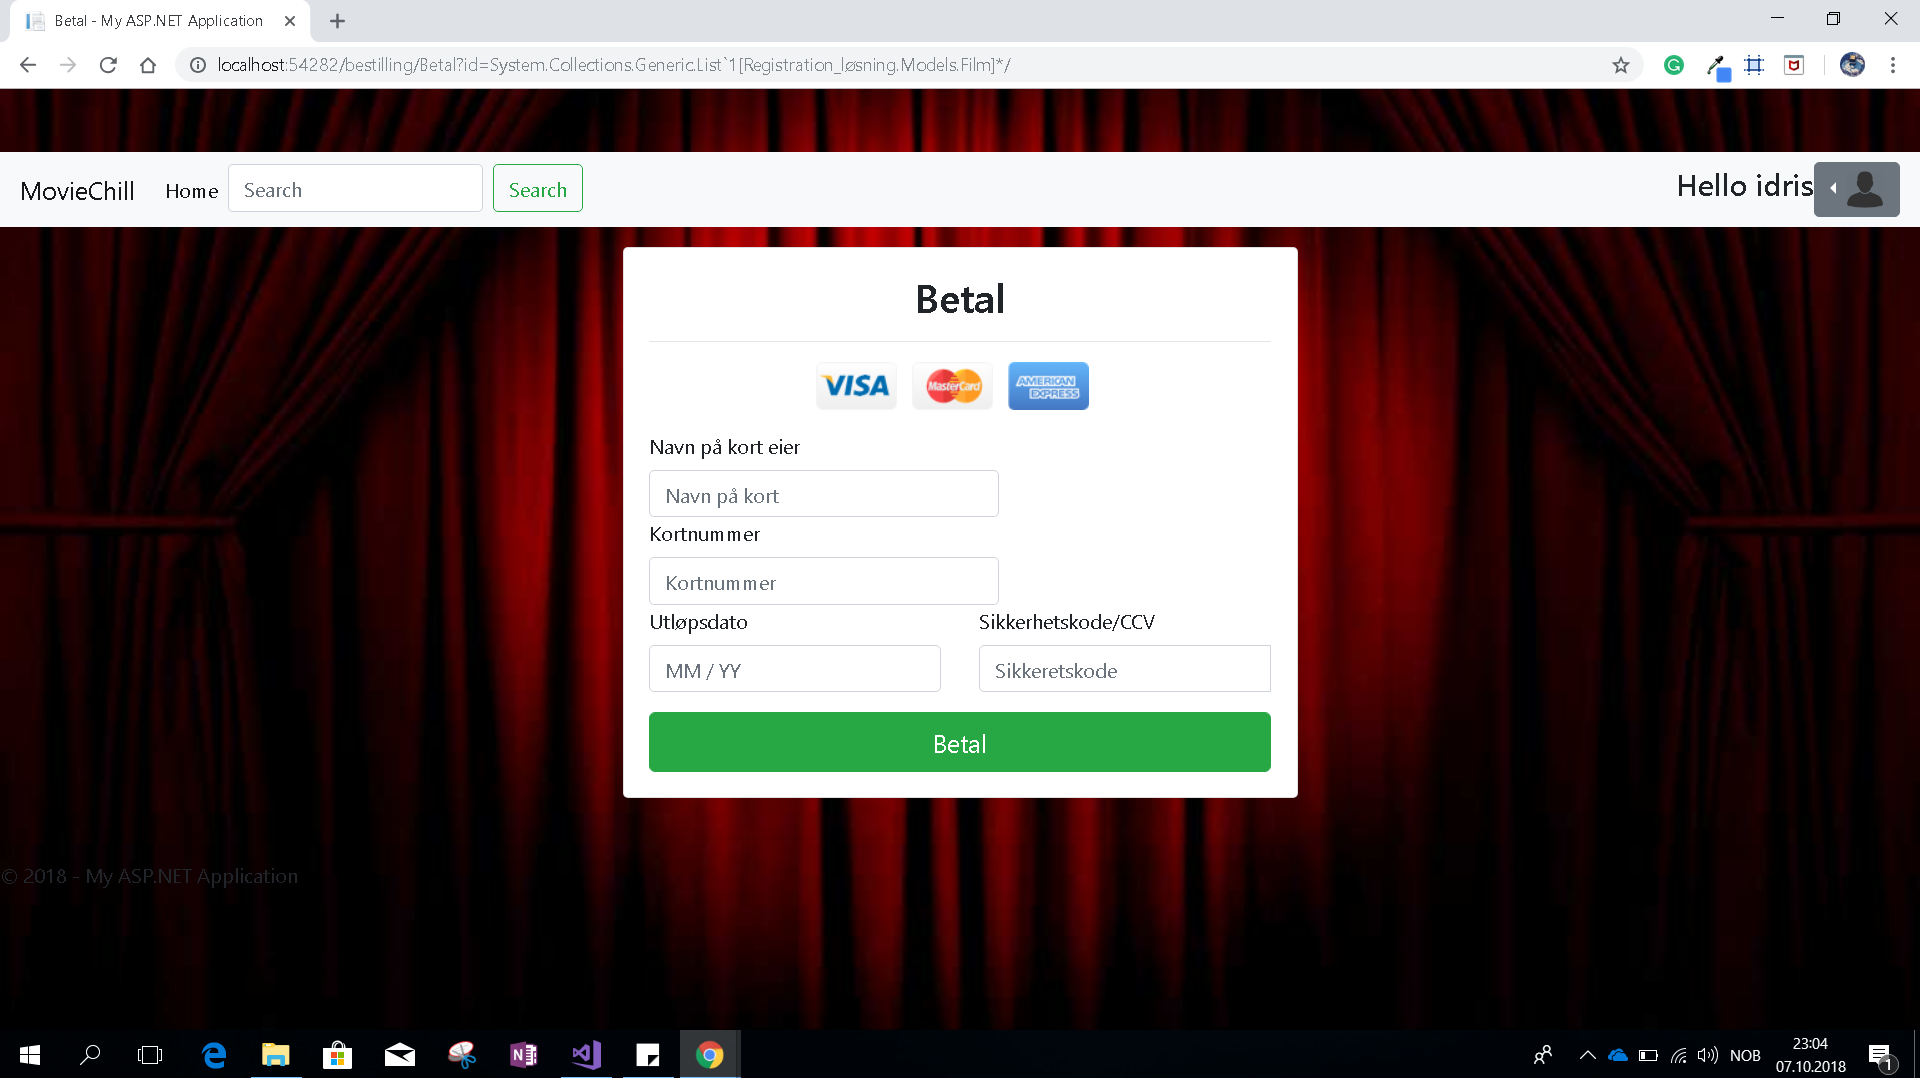 Betal - My ASP.NET Application
localhost:54282/bestilling/Betal?id=System.Collections.Generic.List`1[Registration_løsning.Models.Film]*/
MovieChill Home Search Search Hello idris
Betal
VISA MasterCard AMERICAN EXPRESS
Navn på kort eier
Navn på kort
Kortnummer
Kortnummer
Utløpsdato Sikkerhetskode/CCV
MM / YY Sikkeretskode
Betal
© 2018 - My ASP.NET Application
NOB 23:04
07.10.2018
1